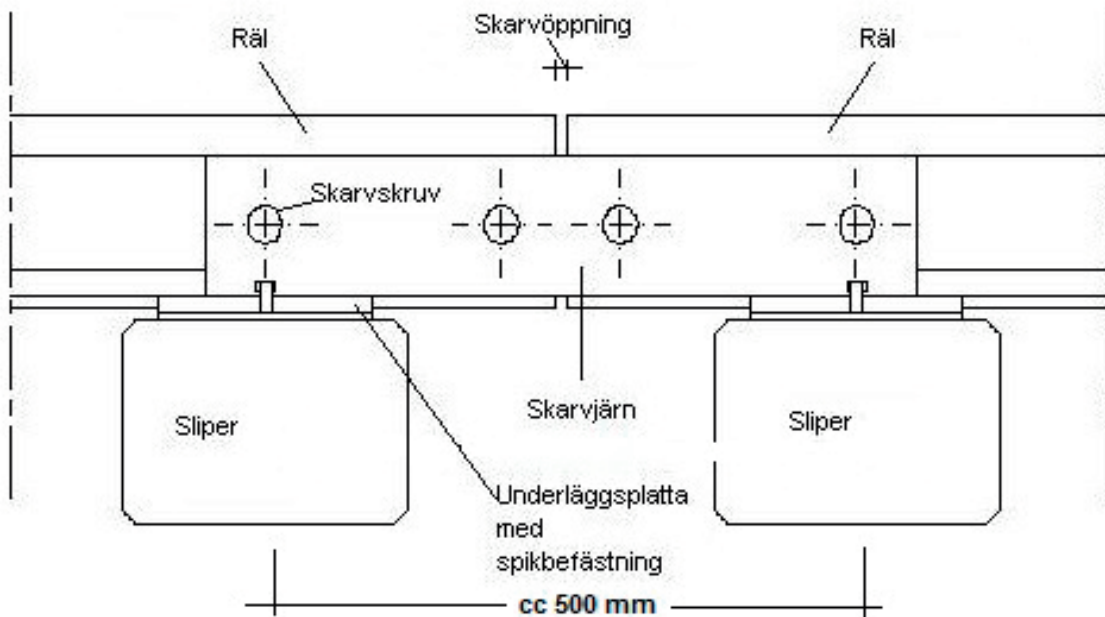 Skarvöppning
Räl
Räl
Skarvskruv
Skarvjärn
Sliper
Sliper
Underläggsplatta
med
spikbefästning
cc 500 mm